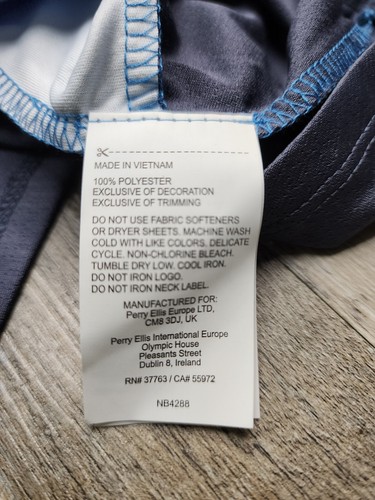 MADE IN VIETNAM
100% POLYESTER
EXCLUSIVE OF DECORATION
EXCLUSIVE OF TRIMMING
DO NOT USE FABRIC SOFTENERS
OR DRYER SHEETS. MACHINE WASH
COLD WITH LIKE COLORS, DELICATE
CYCLE. NON-CHLORINE BLEACH.
TUMBLE DRY LOW. COOL IRON.
DO NOT IRON LOGO.
DO NOT IRON NECK LABEL.
MANUFACTURED FOR:
Perry Ellis Europe LTD,
CM8 3DJ, UK
Perry Ellis International Europe
Olympic House
Pleasants Street
Dublin 8, Ireland
RN# 37763 / CA# 55972
NB4288